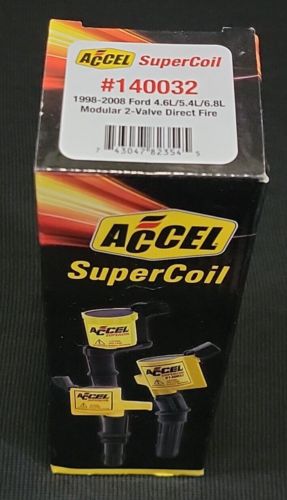 ACCEL SuperCoil
#140032
1998-2008 Ford 4.6L/5.4L/6.8L
Modular 2-Valve Direct Fire
7 43047 82354 5
ACCEL
SuperCoil
ACCEL
ACCEL
ACCEL